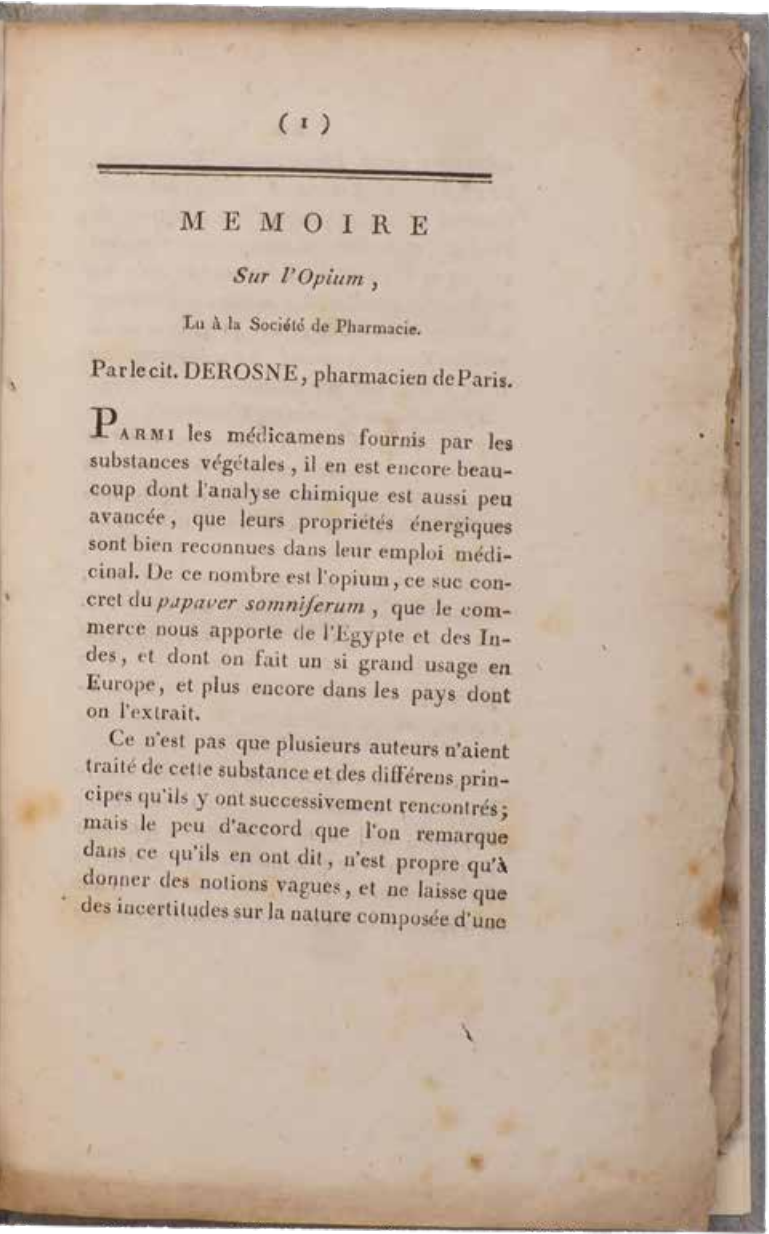 ( 1 )
MEMOIRE
Sur l'Opium ,
Lu à la Société de Pharmacie.
Par le cit. DEROSNE, pharmacien de Paris.
PARMI les médicamens fournis par les
substances végétales , il en est encore beau-
coup dont l'analyse chimique est aussi peu
avancée, que leurs propriétés énergiques
sont bien reconnues dans leur emploi médi-
cinal. De ce nombre est l'opium, ce suc con-
cret du papaver somniferum , que le com-
merce nous apporte de l'Egypte et des In-
des, et dont on fait un si grand usage en
Europe, et plus encore dans les pays dont
on l'extrait.
Ce n'est pas que plusieurs auteurs n'aient
traité de cette substance et des différens prin-
cipes qu'ils y ont successivement rencontrés;
mais le peu d'accord que l'on remarque
dans ce qu'ils en ont dit, n'est propre qu'à
donner des notions vagues, et ne laisse que
des incertitudes sur la nature composée d'une